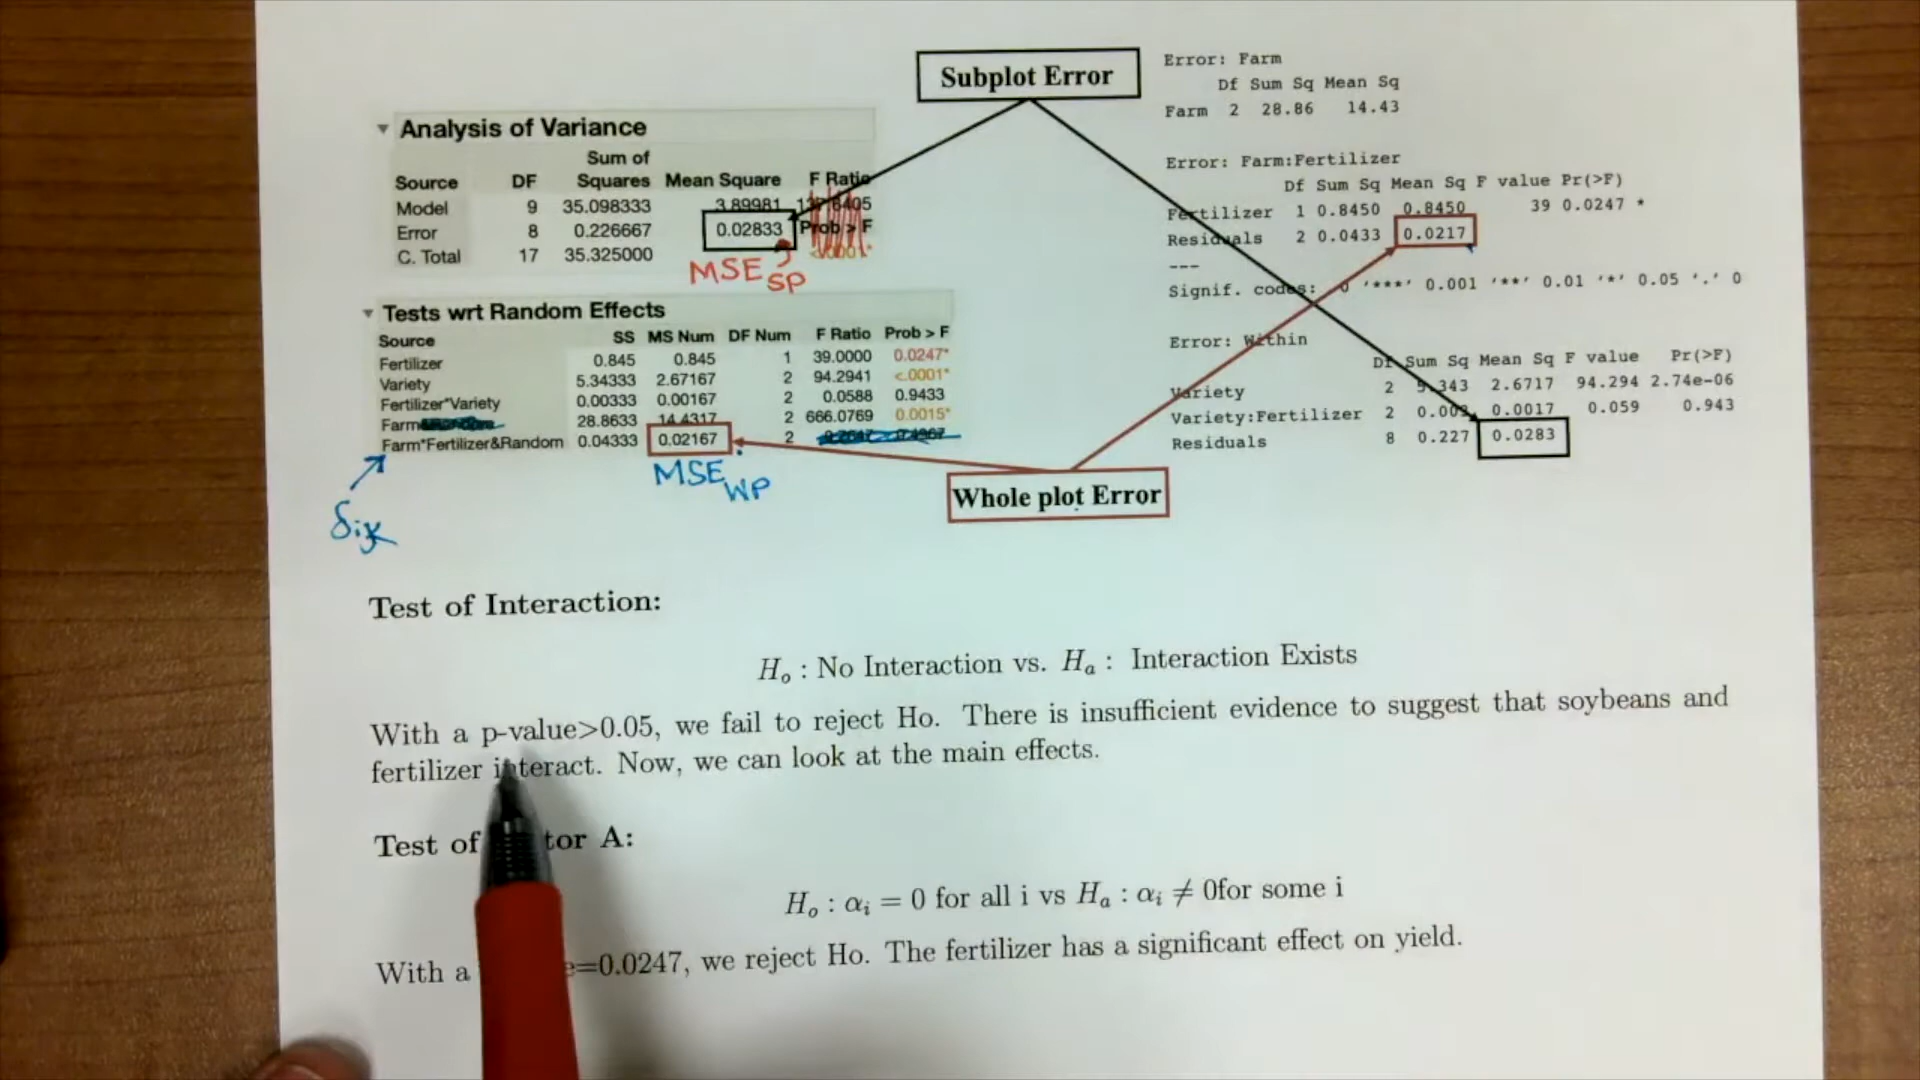 Subplot Error
Analysis of Variance
Sum of
Source DF Squares Mean Square F Ratio
Model 9 35.098333 3.89981
Error 8 0.226667 0.02833 Prob > F
C. Total 17 35.325000
MSE SP
Tests wrt Random Effects
Source SS MS Num DF Num F Ratio Prob > F
Fertilizer 0.845 0.845 1 39.0000 0.0247*
Variety 5.34333 2.67167 2 94.2941 <.0001*
Fertilizer*Variety 0.00333 0.00167 2 0.0588 0.9433
Farm 28.8633 14.4317 2 666.0769 0.0015*
Farm*Fertilizer&Random 0.04333 0.02167 2
MSE WP
δik
Whole plot Error
Error: Farm
Df Sum Sq Mean Sq
Farm 2 28.86 14.43
Error: Farm:Fertilizer
Df Sum Sq Mean Sq F value Pr(>F)
Fertilizer 1 0.8450 0.8450 39 0.0247 *
Residuals 2 0.0433 0.0217
---
Signif. codes: 0 '***' 0.001 '**' 0.01 '*' 0.05 '.' 0
Error: Within
Df Sum Sq Mean Sq F value Pr(>F)
Variety 2 5.343 2.6717 94.294 2.74e-06
Variety:Fertilizer 2 0.003 0.0017 0.059 0.943
Residuals 8 0.227 0.0283
Test of Interaction:
Ho : No Interaction vs. Ha : Interaction Exists
With a p-value>0.05, we fail to reject Ho. There is insufficient evidence to suggest that soybeans and
fertilizer interact. Now, we can look at the main effects.
Test of tor A:
Ho : αi = 0 for all i vs Ha : αi ≠ 0for some i
With a e=0.0247, we reject Ho. The fertilizer has a significant effect on yield.